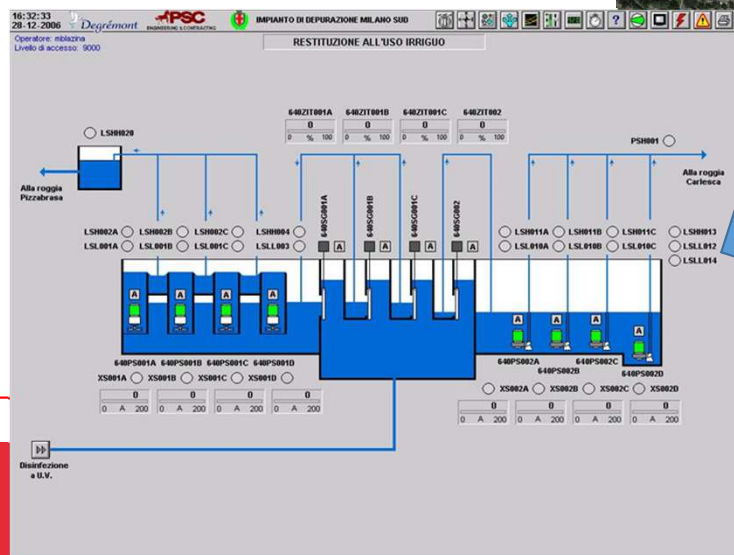 16:32:33
28-12-2006
Degrémont
PSC
ENGINEERING & CONTRACTING
IMPIANTO DI DEPURAZIONE MILANO SUD
?
Operatore: mblazina
Livello di accesso: 9000
RESTITUZIONE ALL'USO IRRIGUO
640ZIT001A 640ZIT001B 640ZIT001C 640ZIT002
0 0 0 0
0 % 100 0 % 100 0 % 100 0 % 100
LSHH020
PSH001
Alla roggia
Pizzabrasa
Alla roggia
Carlesca
640SG001A 640SG001B 640SG001C 640SG002
LSH002A LSH002B LSH002C LSHH004
LSL001A LSL001B LSL001C LSLL003
A A A A
LSH011A LSH011B LSH011C LSHH013
LSL010A LSL010B LSL010C LSLL012
LSLL014
A A A A
A A A A
640PS001A 640PS001B 640PS001C 640PS001D
640PS002A 640PS002B 640PS002C 640PS002D
XS001A XS001B XS001C XS001D
XS002A XS002B XS002C XS002D
0 0 0 0
0 A 200 0 A 200 0 A 200 0 A 200
0 0 0 0
0 A 200 0 A 200 0 A 200 0 A 200
Disinfezione
a U.V.